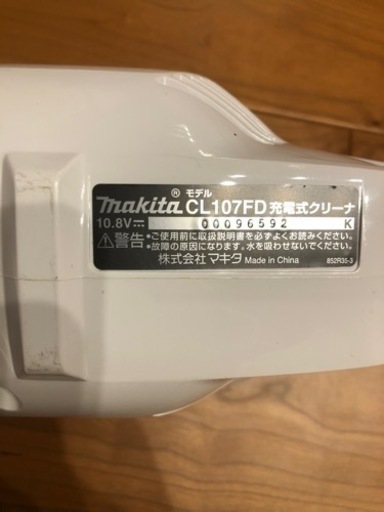 モデル
makita® CL107FD 充電式クリーナ
10.8V⎓ 00096592 K
⚠警告 •ご使用前に取扱説明書を必ずよくお読みください。
•故障の原因になります。水を吸わせないでください。
株式会社 マキタ Made in China 852R35-3